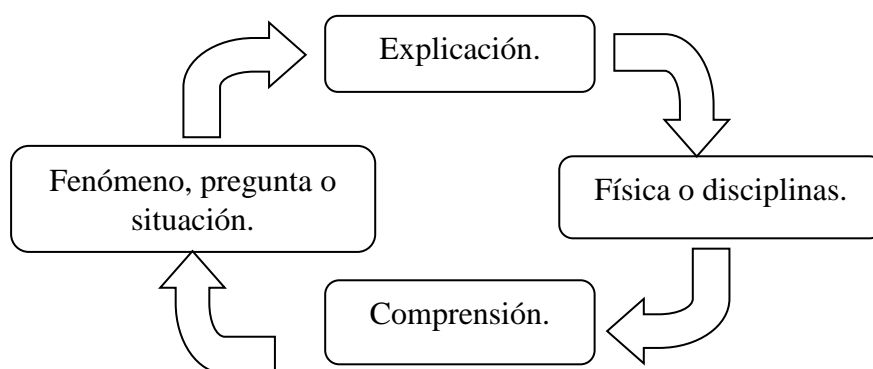 Explicación.
Fenómeno, pregunta o
situación.
Física o disciplinas.
Comprensión.